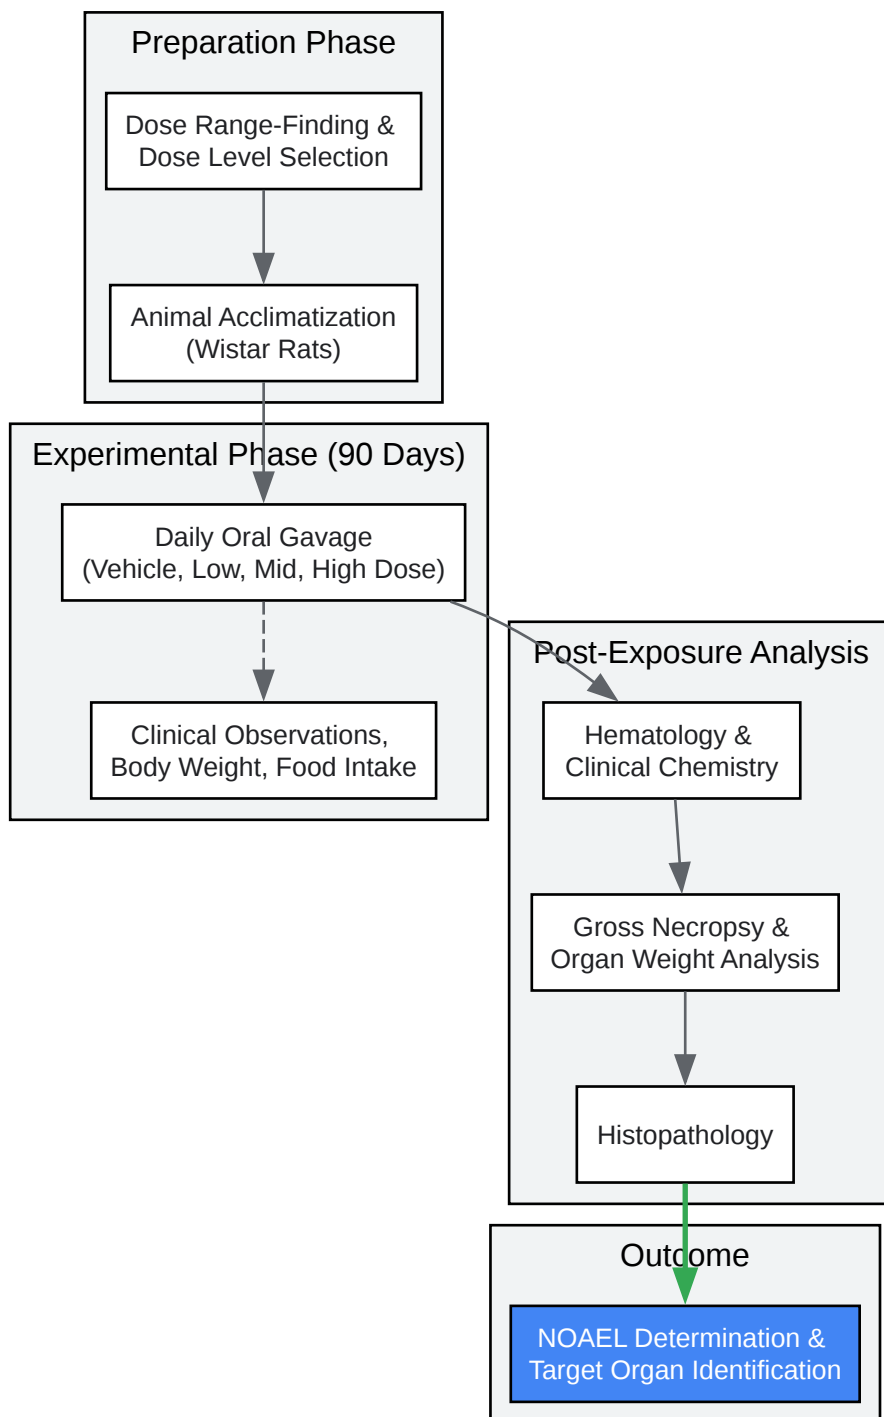 Preparation Phase
Dose Range-Finding &
Dose Level Selection
Animal Acclimatization
(Wistar Rats)
Experimental Phase (90 Days)
Daily Oral Gavage
(Vehicle, Low, Mid, High Dose)
Clinical Observations,
Body Weight, Food Intake
Post-Exposure Analysis
Hematology &
Clinical Chemistry
Gross Necropsy &
Organ Weight Analysis
Histopathology
Outcome
NOAEL Determination &
Target Organ Identification